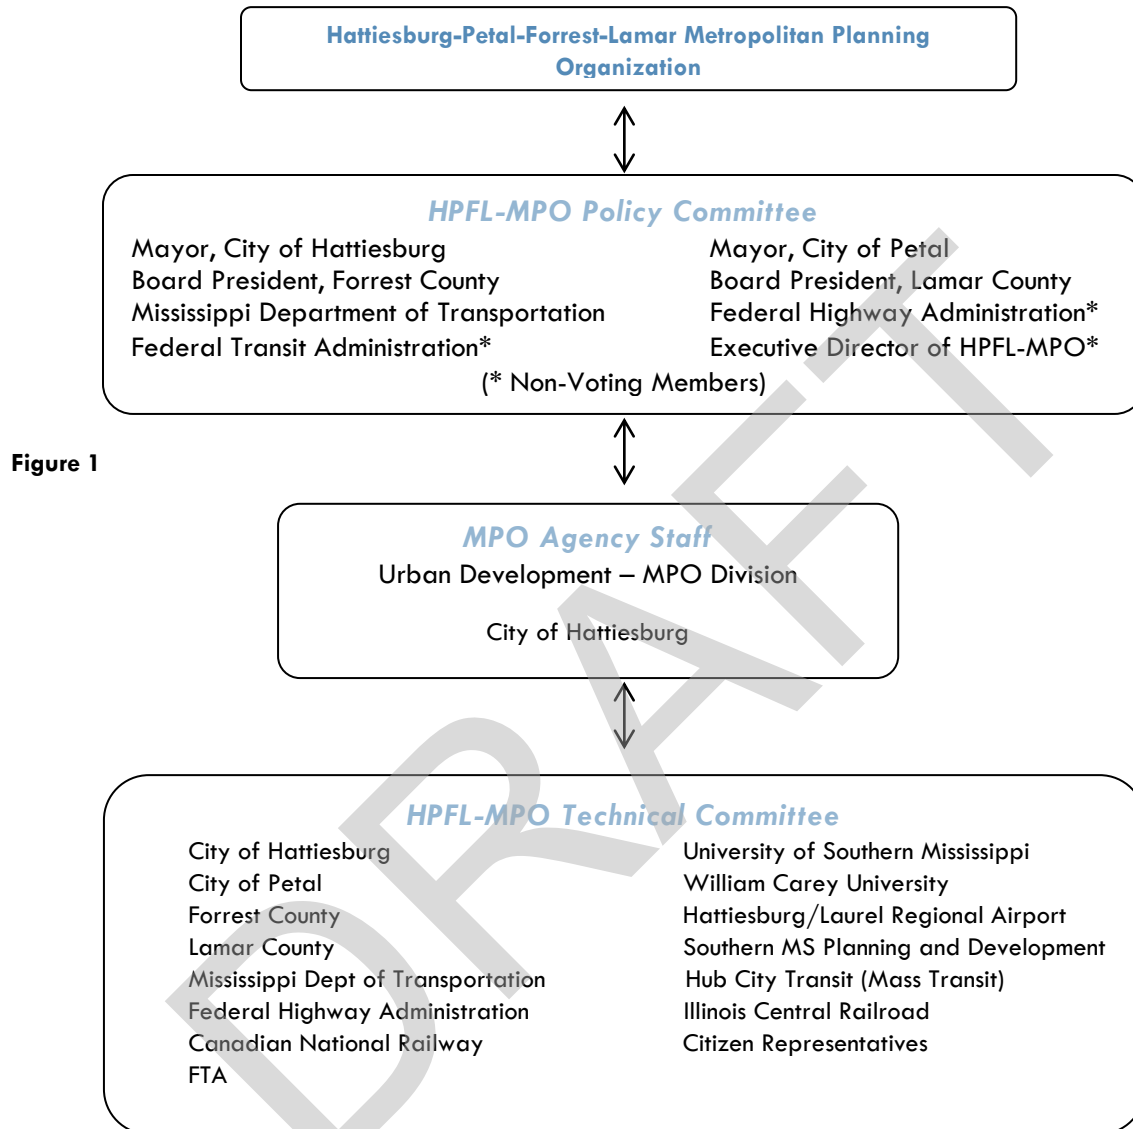 Hattiesburg-Petal-Forrest-Lamar Metropolitan Planning
Organization
HPFL-MPO Policy Committee
Mayor, City of Hattiesburg
Board President, Forrest County
Mississippi Department of Transportation
Federal Transit Administration*
Mayor, City of Petal
Board President, Lamar County
Federal Highway Administration*
Executive Director of HPFL-MPO*
(* Non-Voting Members)
Figure 1
MPO Agency Staff
Urban Development – MPO Division
City of Hattiesburg
HPFL-MPO Technical Committee
City of Hattiesburg
City of Petal
Forrest County
Lamar County
Mississippi Dept of Transportation
Federal Highway Administration
Canadian National Railway
FTA
University of Southern Mississippi
William Carey University
Hattiesburg/Laurel Regional Airport
Southern MS Planning and Development
Hub City Transit (Mass Transit)
Illinois Central Railroad
Citizen Representatives
DRAFT